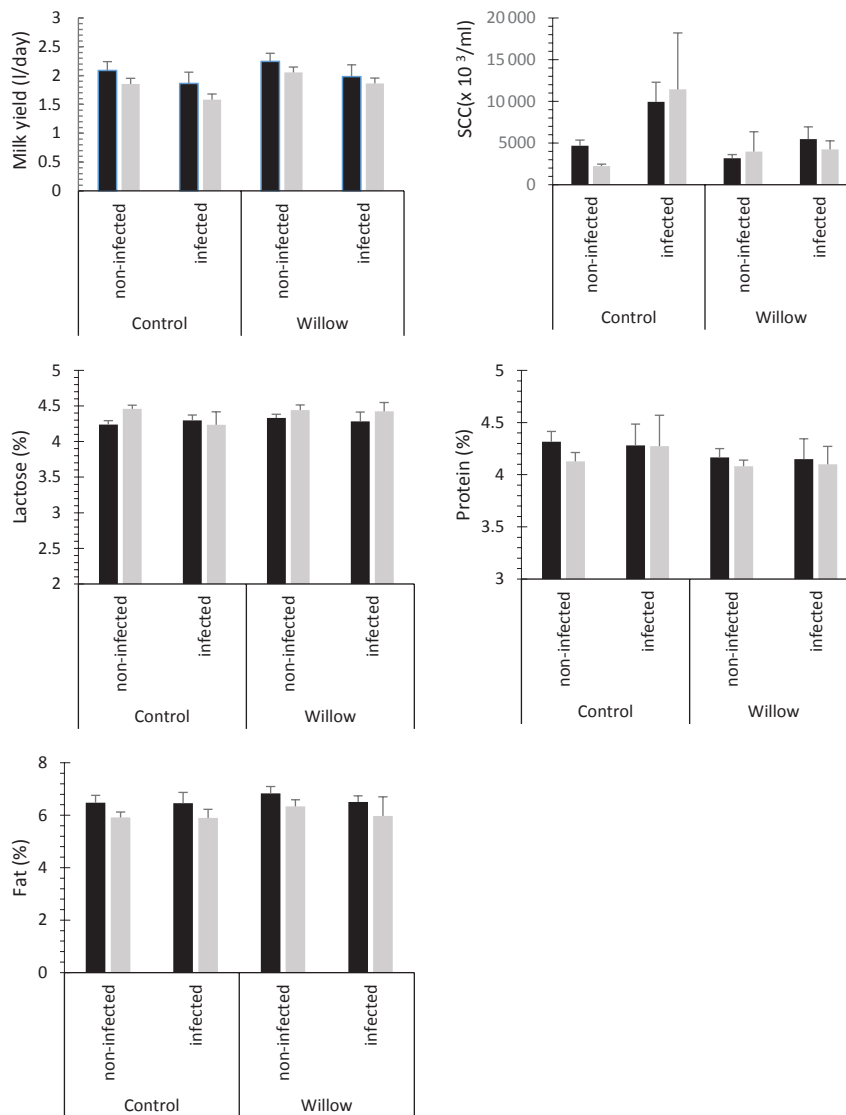 Milk yield (l/day)
3
2.5
2
1.5
1
0.5
0
non-infected
infected
non-infected
infected
Control
Willow
SCC(x 10 ³/ml)
20 000
15 000
10 000
5000
0
non-infected
infected
non-infected
infected
Control
Willow
Lactose (%)
5
4.5
4
3.5
3
2.5
2
non-infected
infected
non-infected
infected
Control
Willow
Protein (%)
5
4.5
4
3.5
3
non-infected
infected
non-infected
infected
Control
Willow
Fat (%)
8
6
4
2
0
non-infected
infected
non-infected
infected
Control
Willow